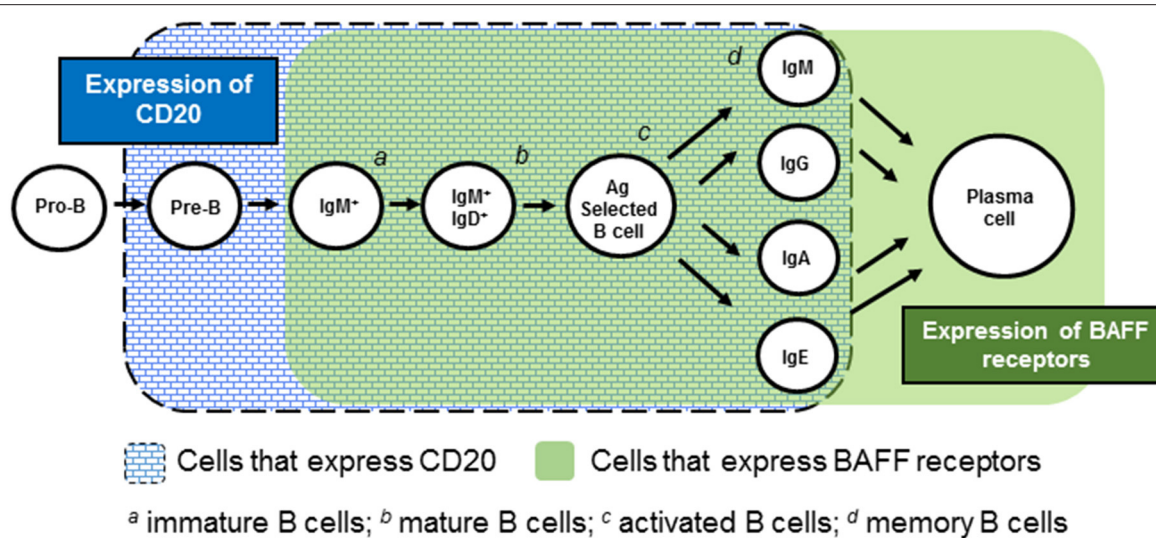 Expression of
CD20
Pro-B
Pre-B
a
IgM+
b
IgM+
IgD+
c
Ag
Selected
B cell
d
IgM
IgG
IgA
IgE
Plasma
cell
Expression of BAFF
receptors
Cells that express CD20
Cells that express BAFF receptors
a immature B cells; b mature B cells; c activated B cells; d memory B cells